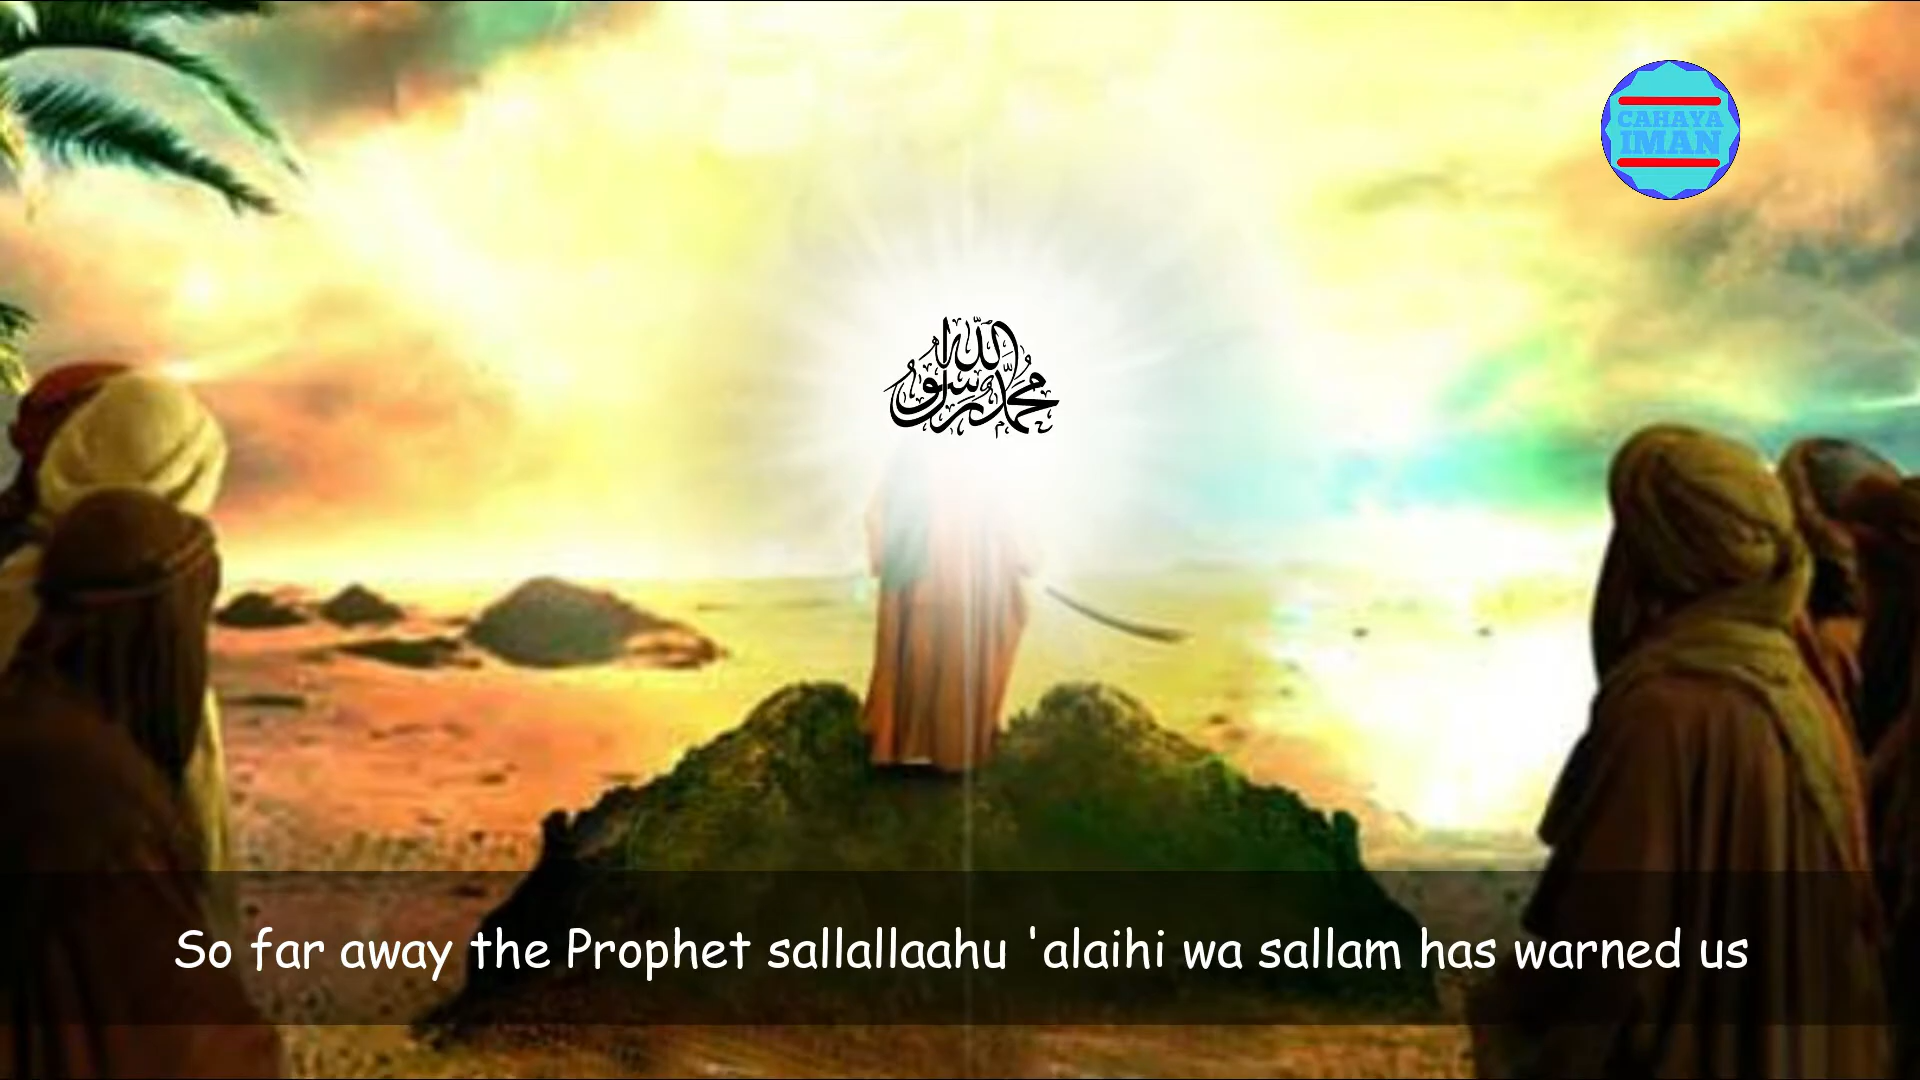 CAHAYA
IMAN
محمد رسول الله
So far away the Prophet sallallaahu 'alaihi wa sallam has warned us